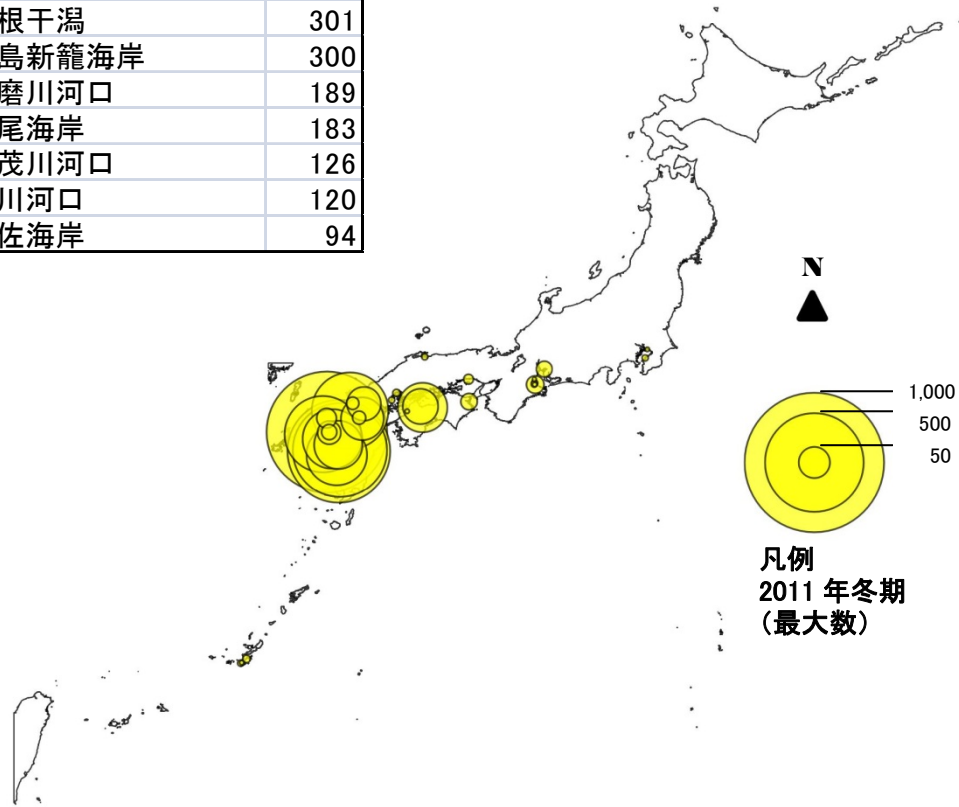 根干潟 301
島新籠海岸 300
磨川河口 189
尾海岸 183
茂川河口 126
川河口 120
佐海岸 94
N
1,000
500
50
凡例
2011 年冬期
（最大数）